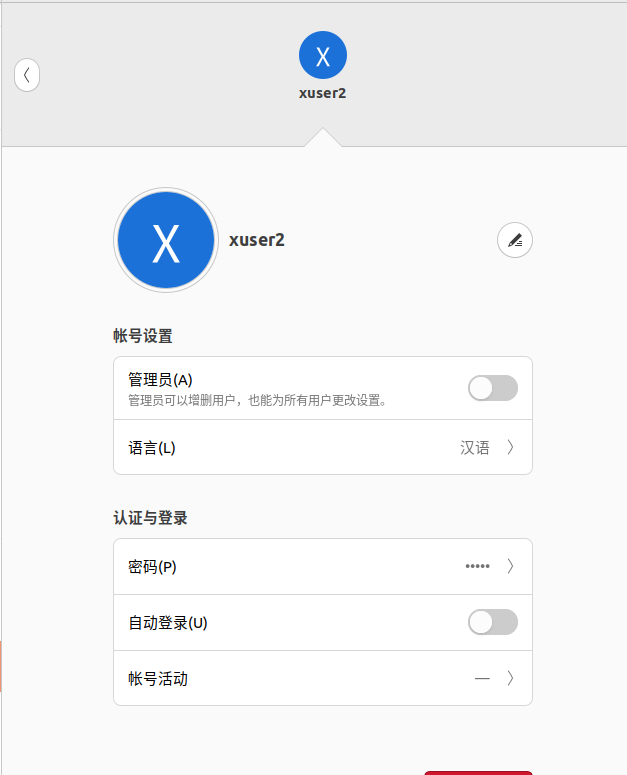 X
xuser2
X
xuser2
帐号设置
管理员(A)
管理员可以增删用户，也能为所有用户更改设置。
语言(L)
汉语
认证与登录
密码(P)
•••••
自动登录(U)
帐号活动
—